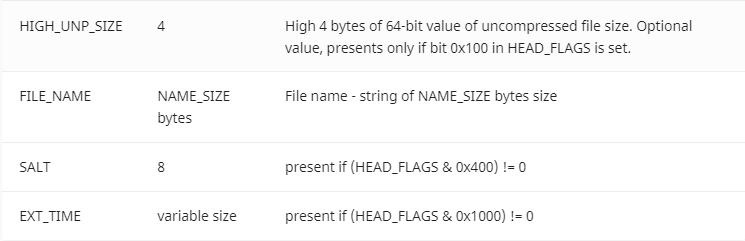 HIGH_UNP_SIZE 4 High 4 bytes of 64-bit value of uncompressed file size. Optional
value, presents only if bit 0x100 in HEAD_FLAGS is set.
FILE_NAME NAME_SIZE File name - string of NAME_SIZE bytes size
bytes
SALT 8 present if (HEAD_FLAGS & 0x400) != 0
EXT_TIME variable size present if (HEAD_FLAGS & 0x1000) != 0